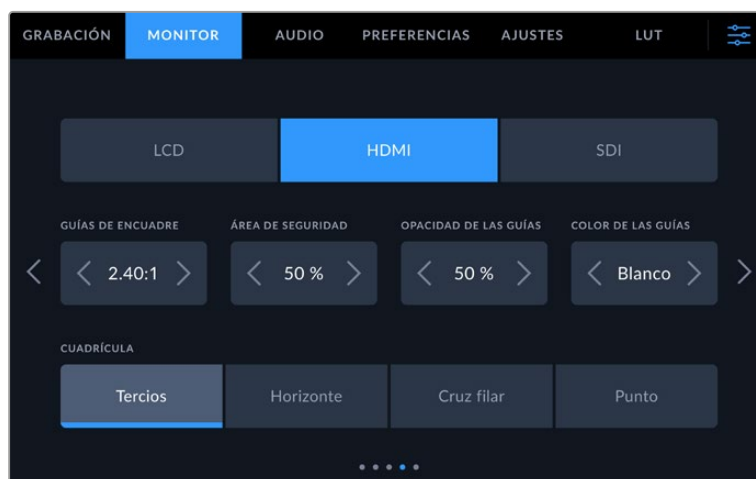 GRABACIÓN MONITOR AUDIO PREFERENCIAS AJUSTES LUT
LCD HDMI SDI
GUÍAS DE ENCUADRE ÁREA DE SEGURIDAD OPACIDAD DE LAS GUÍAS COLOR DE LAS GUÍAS
2.40:1 50 % 50 % Blanco
CUADRÍCULA
Tercios Horizonte Cruz filar Punto